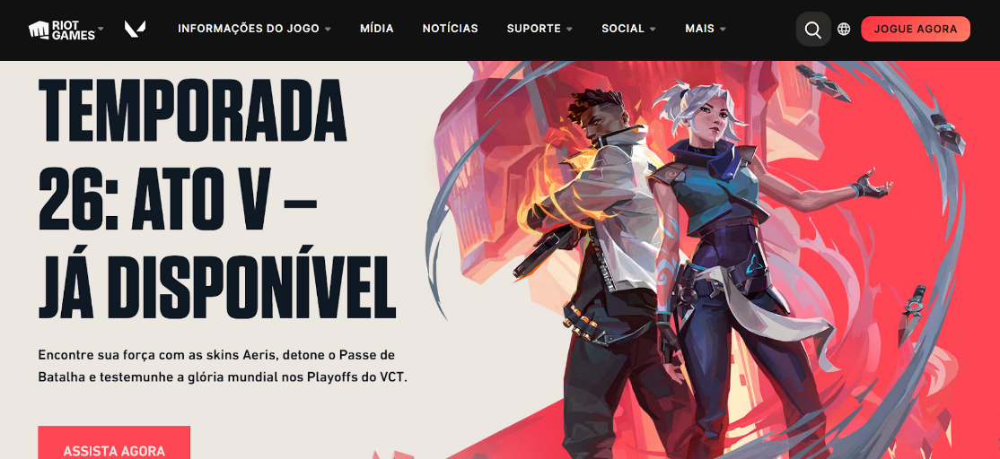 RIOT GAMES
INFORMAÇÕES DO JOGO
MÍDIA
NOTÍCIAS
SUPORTE
SOCIAL
MAIS
JOGUE AGORA
TEMPORADA
26: ATO V –
JÁ DISPONÍVEL
Encontre sua força com as skins Aeris, detone o Passe de
Batalha e testemunhe a glória mundial nos Playoffs do VCT.
ASSISTA AGORA